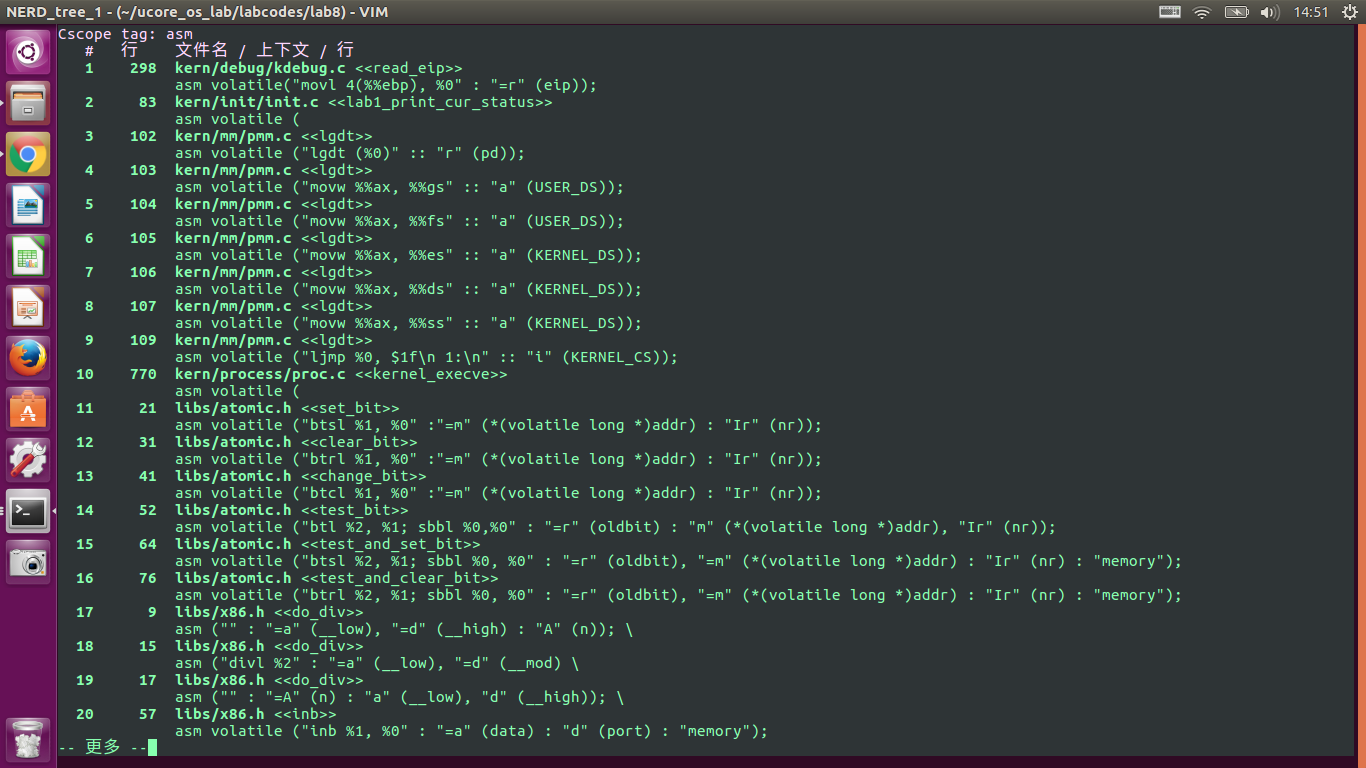 NERD_tree_1 - (~/ucore_os_lab/labcodes/lab8) - VIM
14:51
Cscope tag: asm
# 行 文件名 / 上下文 / 行
1 298 kern/debug/kdebug.c <<read_eip>>
asm volatile("movl 4(%%ebp), %0" : "=r" (eip));
2 83 kern/init/init.c <<lab1_print_cur_status>>
asm volatile (
3 102 kern/mm/pmm.c <<lgdt>>
asm volatile ("lgdt (%0)" :: "r" (pd));
4 103 kern/mm/pmm.c <<lgdt>>
asm volatile ("movw %%ax, %%gs" :: "a" (USER_DS));
5 104 kern/mm/pmm.c <<lgdt>>
asm volatile ("movw %%ax, %%fs" :: "a" (USER_DS));
6 105 kern/mm/pmm.c <<lgdt>>
asm volatile ("movw %%ax, %%es" :: "a" (KERNEL_DS));
7 106 kern/mm/pmm.c <<lgdt>>
asm volatile ("movw %%ax, %%ds" :: "a" (KERNEL_DS));
8 107 kern/mm/pmm.c <<lgdt>>
asm volatile ("movw %%ax, %%ss" :: "a" (KERNEL_DS));
9 109 kern/mm/pmm.c <<lgdt>>
asm volatile ("ljmp %0, $1f\n 1:\n" :: "i" (KERNEL_CS));
10 770 kern/process/proc.c <<kernel_execve>>
asm volatile (
11 21 libs/atomic.h <<set_bit>>
asm volatile ("btsl %1, %0" :"=m" (*(volatile long *)addr) : "Ir" (nr));
12 31 libs/atomic.h <<clear_bit>>
asm volatile ("btrl %1, %0" :"=m" (*(volatile long *)addr) : "Ir" (nr));
13 41 libs/atomic.h <<change_bit>>
asm volatile ("btcl %1, %0" :"=m" (*(volatile long *)addr) : "Ir" (nr));
14 52 libs/atomic.h <<test_bit>>
asm volatile ("btl %2, %1; sbbl %0,%0" : "=r" (oldbit) : "m" (*(volatile long *)addr), "Ir" (nr));
15 64 libs/atomic.h <<test_and_set_bit>>
asm volatile ("btsl %2, %1; sbbl %0, %0" : "=r" (oldbit), "=m" (*(volatile long *)addr) : "Ir" (nr) : "memory");
16 76 libs/atomic.h <<test_and_clear_bit>>
asm volatile ("btrl %2, %1; sbbl %0, %0" : "=r" (oldbit), "=m" (*(volatile long *)addr) : "Ir" (nr) : "memory");
17 9 libs/x86.h <<do_div>>
asm ("" : "=a" (__low), "=d" (__high) : "A" (n)); \
18 15 libs/x86.h <<do_div>>
asm ("divl %2" : "=a" (__low), "=d" (__mod) \
19 17 libs/x86.h <<do_div>>
asm ("" : "=A" (n) : "a" (__low), "d" (__high)); \
20 57 libs/x86.h <<inb>>
asm volatile ("inb %1, %0" : "=a" (data) : "d" (port) : "memory");
-- 更多 --